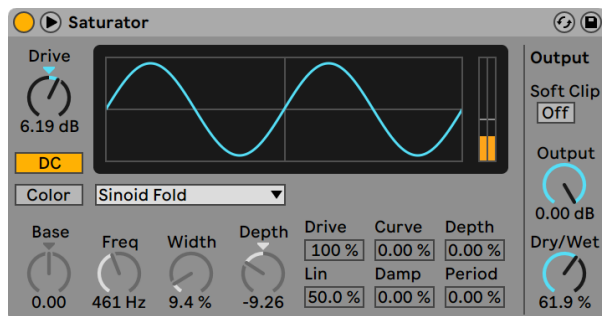 Saturator
Drive
6.19 dB
DC
Color
Sinoid Fold
Base
0.00
Freq
461 Hz
Width
9.4 %
Depth
-9.26
Drive
100 %
Curve
0.00 %
Depth
0.00 %
Lin
50.0 %
Damp
0.00 %
Period
0.00 %
Output
Soft Clip
Off
Output
0.00 dB
Dry/Wet
61.9 %